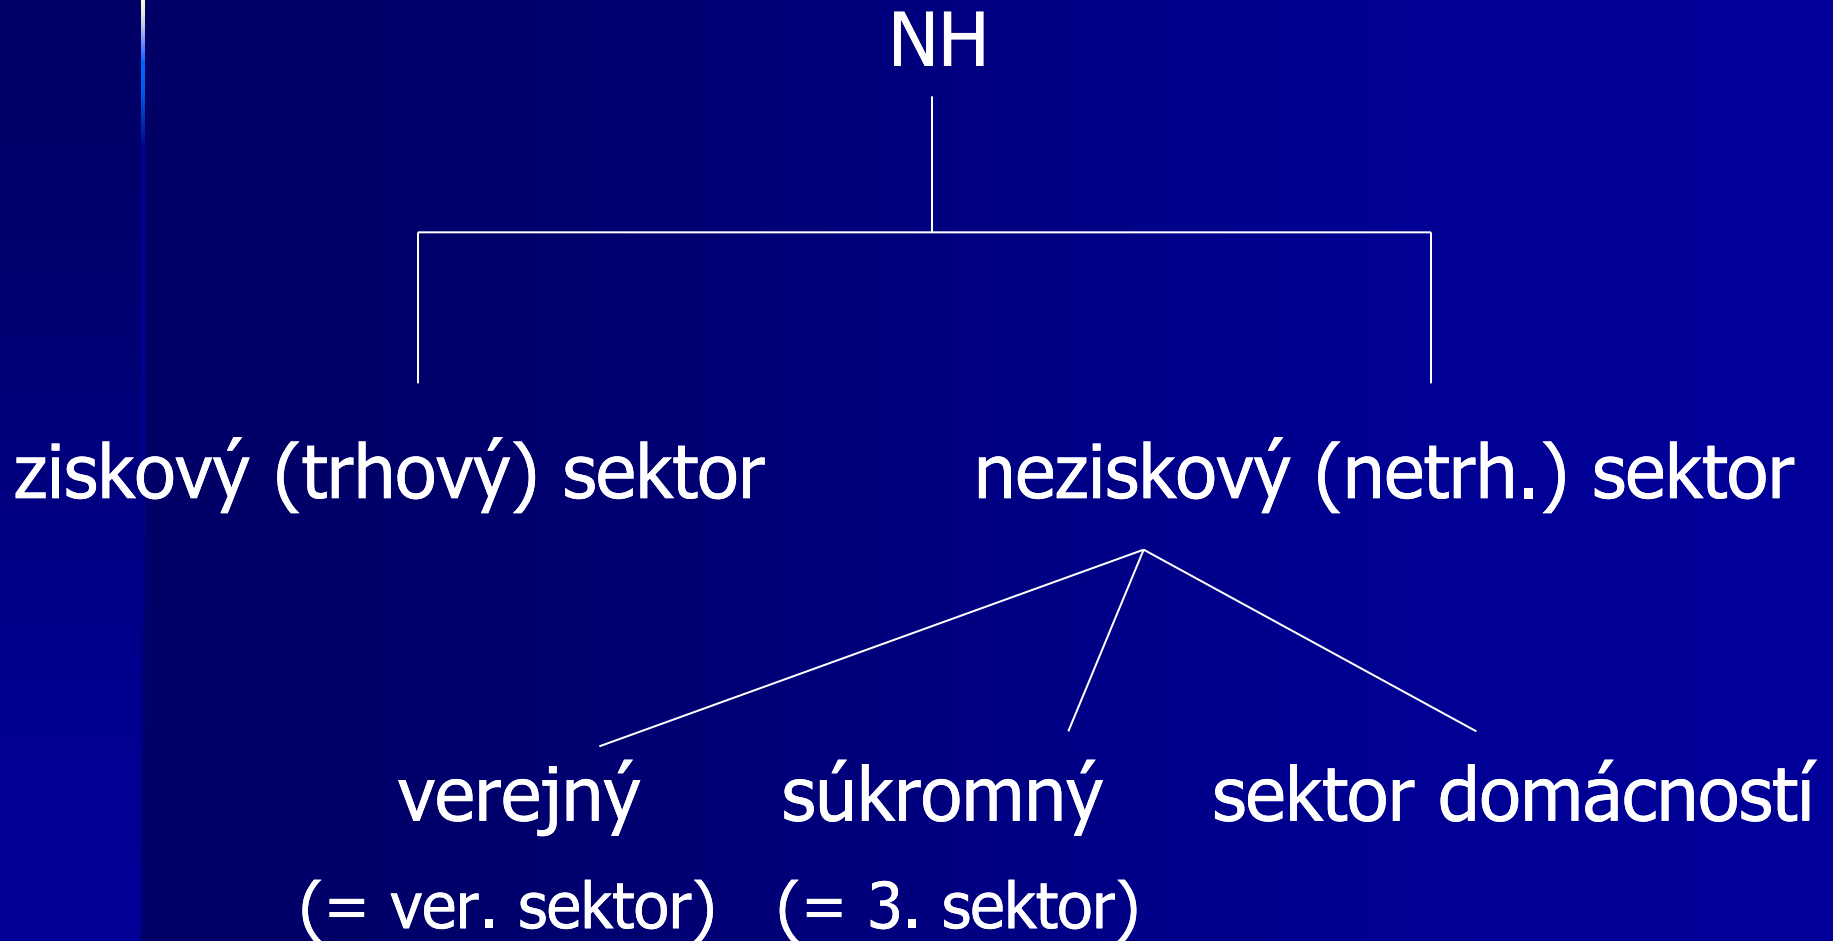 NH
ziskový (trhový) sektor
neziskový (netrh.) sektor
verejný
súkromný
sektor domácností
(= ver. sektor)
(= 3. sektor)